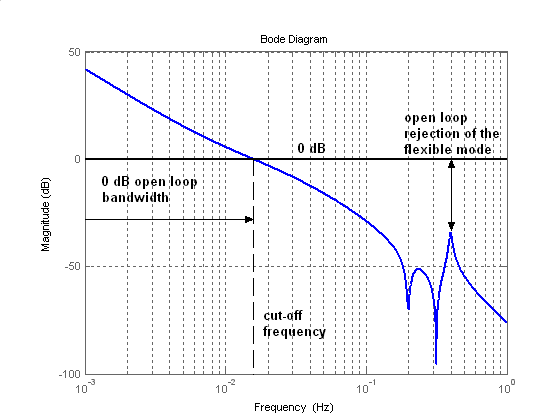 Bode Diagram
50
open loop
rejection of the
flexible mode
0 dB
0
0 dB open loop
bandwidth
Magnitude (dB)
-50
cut-off
frequency
-100
10^-3
10^-2
10^-1
10^0
Frequency (Hz)